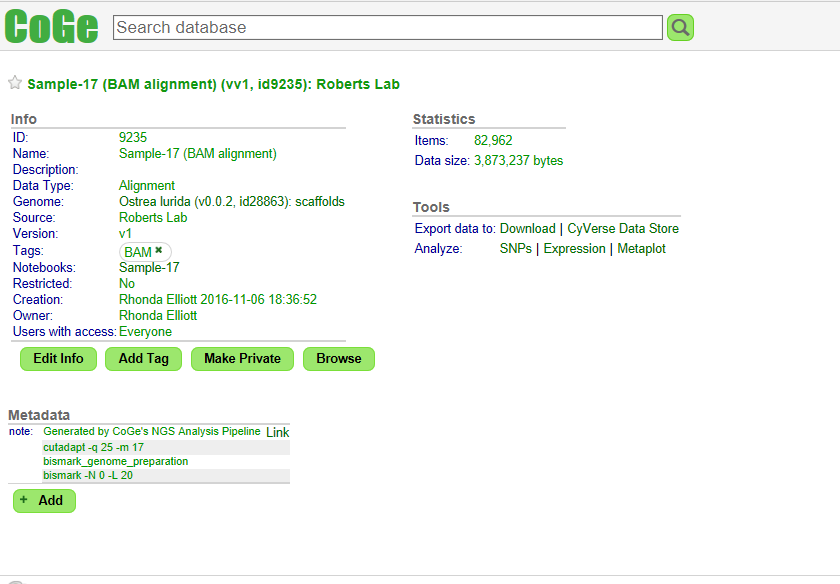 CoGe
Search database
Sample-17 (BAM alignment) (vv1, id9235): Roberts Lab
Info
ID: 9235
Name: Sample-17 (BAM alignment)
Description:
Data Type: Alignment
Genome: Ostrea lurida (v0.0.2, id28863): scaffolds
Source: Roberts Lab
Version: v1
Tags: BAM ✖
Notebooks: Sample-17
Restricted: No
Creation: Rhonda Elliott 2016-11-06 18:36:52
Owner: Rhonda Elliott
Users with access: Everyone
Edit Info Add Tag Make Private Browse
Statistics
Items: 82,962
Data size: 3,873,237 bytes
Tools
Export data to: Download | CyVerse Data Store
Analyze: SNPs | Expression | Metaplot
Metadata
note: Generated by CoGe's NGS Analysis Pipeline Link
cutadapt -q 25 -m 17
bismark_genome_preparation
bismark -N 0 -L 20
+ Add